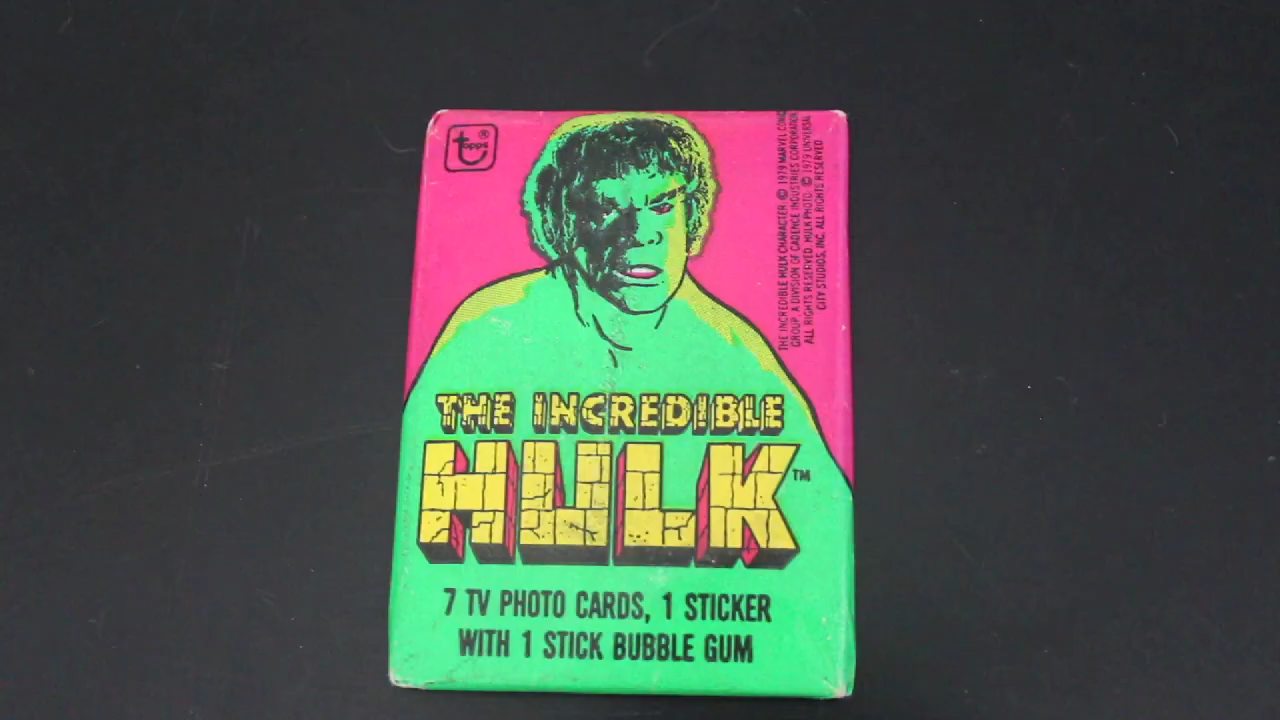 topps®
THE INCREDIBLE HULK CHARACTER © 1979 MARVEL COMIC
GROUP, A DIVISION OF CADENCE INDUSTRIES CORPORATION.
ALL RIGHTS RESERVED. HULK PHOTO © 1979 UNIVERSAL
CITY STUDIOS, INC. ALL RIGHTS RESERVED
THE INCREDIBLE
HULK™
7 TV PHOTO CARDS, 1 STICKER
WITH 1 STICK BUBBLE GUM